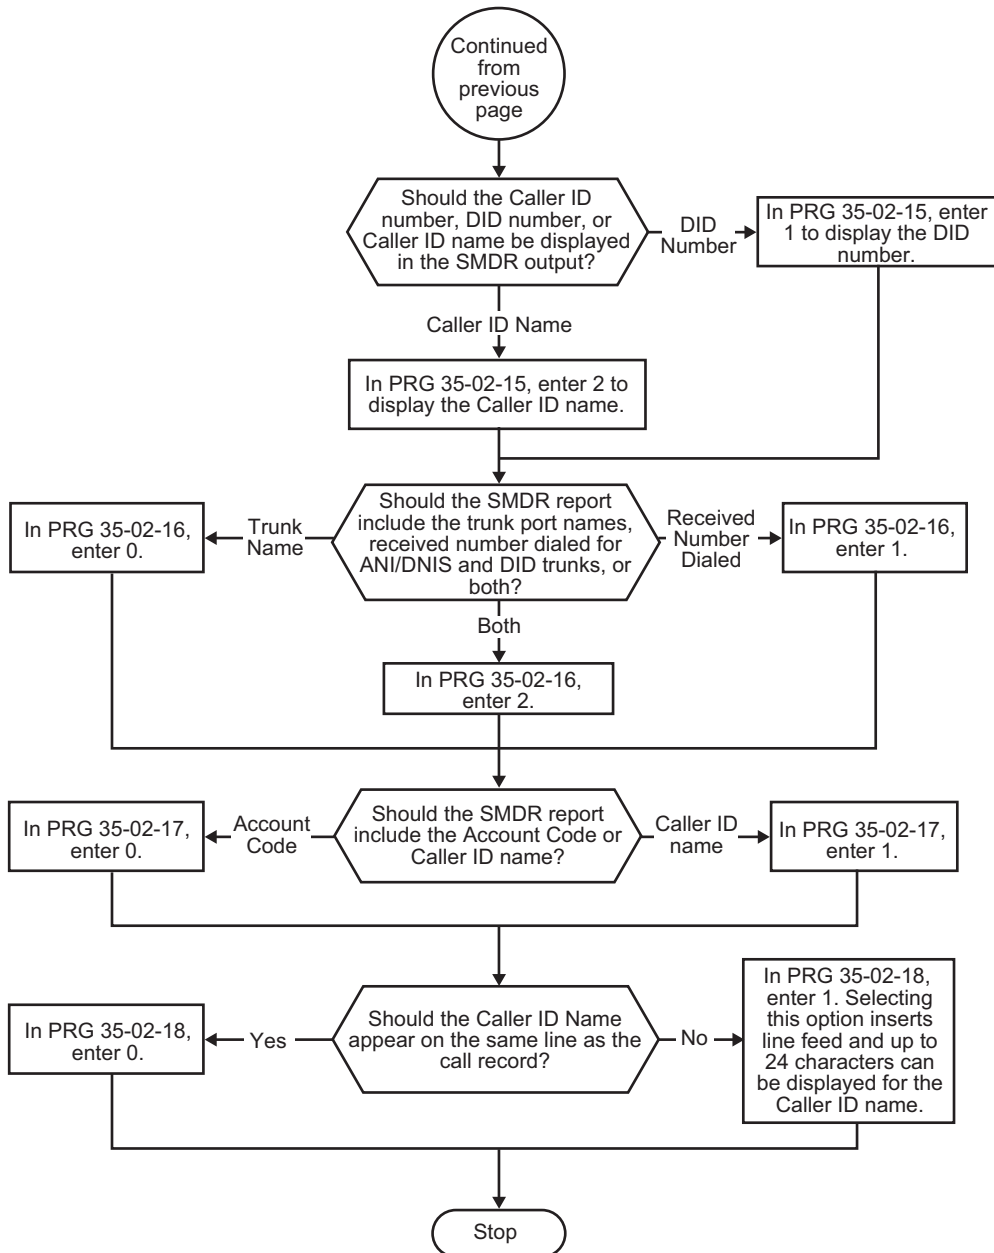 Continued
from
previous
page
Should the Caller ID
number, DID number, or
Caller ID name be displayed
in the SMDR output?
DID
Number
In PRG 35-02-15, enter
1 to display the DID
number.
Caller ID Name
In PRG 35-02-15, enter 2 to
display the Caller ID name.
Should the SMDR report
include the trunk port names,
received number dialed for
ANI/DNIS and DID trunks, or
both?
Trunk
Name
In PRG 35-02-16,
enter 0.
Received
Number
Dialed
In PRG 35-02-16,
enter 1.
Both
In PRG 35-02-16,
enter 2.
Should the SMDR report
include the Account Code or
Caller ID name?
Account
Code
In PRG 35-02-17,
enter 0.
Caller ID
name
In PRG 35-02-17,
enter 1.
Should the Caller ID Name
appear on the same line as the
call record?
Yes
In PRG 35-02-18,
enter 0.
No
In PRG 35-02-18,
enter 1. Selecting
this option inserts
line feed and up to
24 characters can
be displayed for the
Caller ID name.
Stop